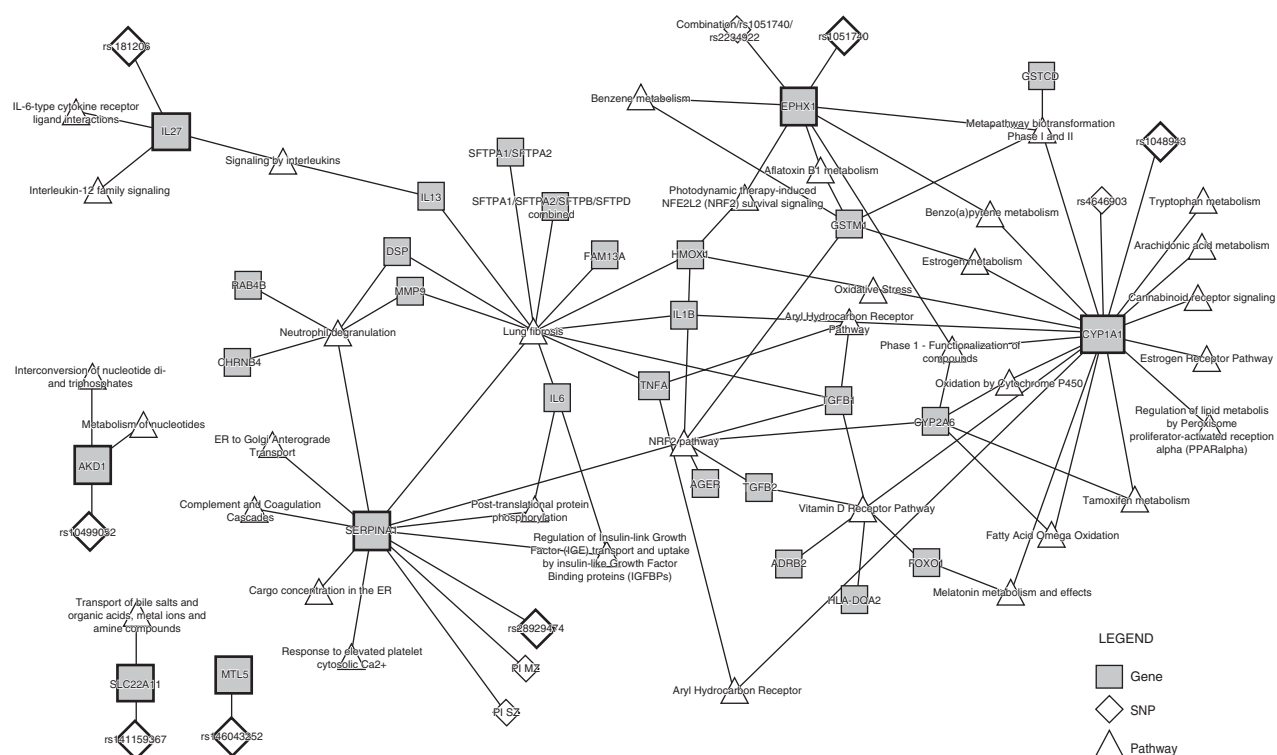 Combination/rs1051740/
rs2234922
rs1051740
rs181206
GSTCD
IL-6-type cytokine receptor
ligand interactions
IL27
Benzene metabolism
EPHX1
Metapathway biotransformation
Phase I and II
rs1048943
SFTPA1/SFTPA2
Signaling by interleukins
Interleukin-12 family signaling
IL13
SFTPA1/SFTPA2/SFTPB/SFTPD
combined
Aflatoxin B1 metabolism
Photodynamic therapy-induced
NFE2L2 (NRF2) survival signaling
GSTM1
Benzo(a)pyrene metabolism
rs4646903
Tryptophan metabolism
Arachidonic acid metabolism
DSP
FAM13A
HMOX1
Estrogen metabolism
RAB4B
MMP9
Oxidative Stress
Cannabinoid receptor signaling
Neutrophil degranulation
Lung fibrosis
IL1B
Aryl Hydrocarbon Receptor
Pathway
CYP1A1
Phase 1 - Functionalization of
compounds
Estrogen Receptor Pathway
CHRNB4
Interconversion of nucleotide di-
and triphosphates
TNFA
Oxidation by Cytochrome P450
IL6
TGFB1
Regulation of lipid metabolis
by Peroxisome
proliferator-activated reception
alpha (PPARalpha)
Metabolism of nucleotides
CYP2A6
ER to Golgi Anterograde
Transport
NRF2 pathway
AKD1
AGER
TGFB2
Tamoxifen metabolism
Complement and Coagulation
Cascades
Post-translational protein
phosphorylation
Vitamin D Receptor Pathway
rs10499052
SERPINA1
Fatty Acid Omega Oxidation
Regulation of Insulin-link Growth
Factor (IGE) transport and uptake
by insulin-like Growth Factor
Binding proteins (IGFBPs)
ADRB2
FOXO1
Cargo concentration in the ER
HLA-DQA2
Melatonin metabolism and effects
Transport of bile salts and
organic acids, metal ions and
amine compounds
rs28929474
Response to elevated platelet
cytosolic Ca2+
PI MZ
SLC22A11
MTL5
Aryl Hydrocarbon Receptor
PI SZ
rs141159367
rs146043252
LEGEND
Gene
SNP
Pathway